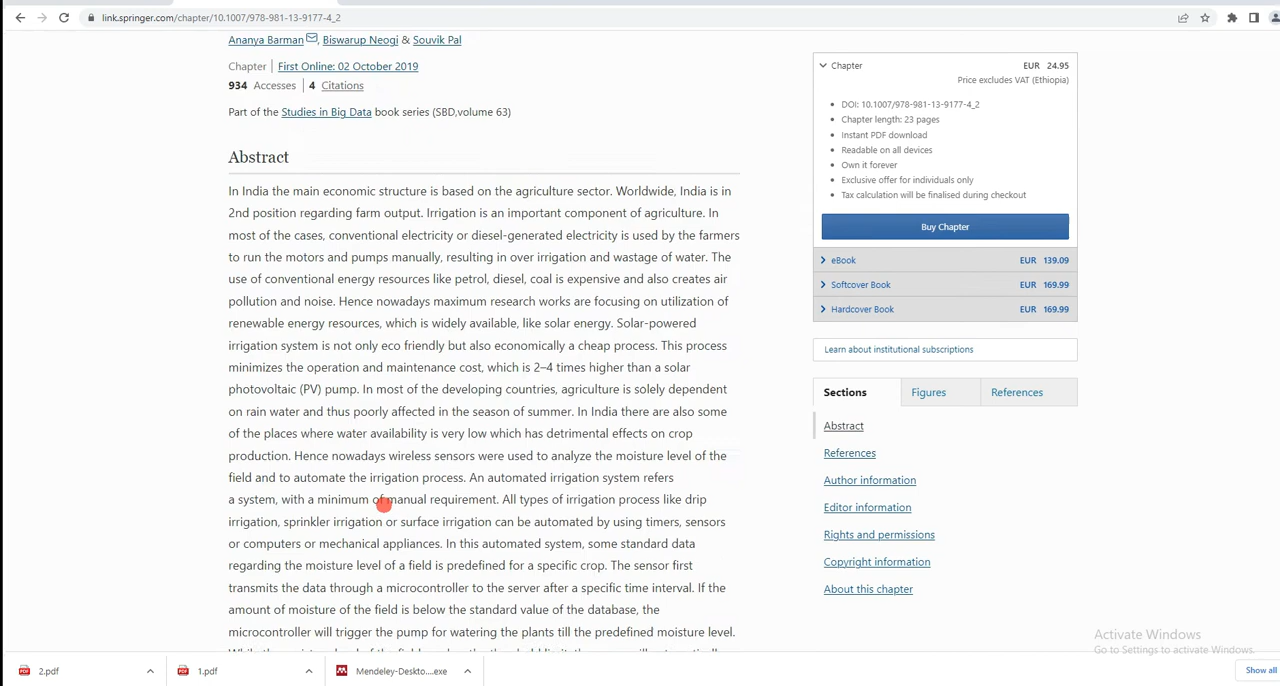 link.springer.com/chapter/10.1007/978-981-13-9177-4_2
Ananya Barman, Biswarup Neogi & Souvik Pal
Chapter | First Online: 02 October 2019
934 Accesses | 4 Citations
Part of the Studies in Big Data book series (SBD,volume 63)
Abstract
In India the main economic structure is based on the agriculture sector. Worldwide, India is in
2nd position regarding farm output. Irrigation is an important component of agriculture. In
most of the cases, conventional electricity or diesel-generated electricity is used by the farmers
to run the motors and pumps manually, resulting in over irrigation and wastage of water. The
use of conventional energy resources like petrol, diesel, coal is expensive and also creates air
pollution and noise. Hence nowadays maximum research works are focusing on utilization of
renewable energy resources, which is widely available, like solar energy. Solar-powered
irrigation system is not only eco friendly but also economically a cheap process. This process
minimizes the operation and maintenance cost, which is 2–4 times higher than a solar
photovoltaic (PV) pump. In most of the developing countries, agriculture is solely dependent
on rain water and thus poorly affected in the season of summer. In India there are also some
of the places where water availability is very low which has detrimental effects on crop
production. Hence nowadays wireless sensors were used to analyze the moisture level of the
field and to automate the irrigation process. An automated irrigation system refers
a system, with a minimum of manual requirement. All types of irrigation process like drip
irrigation, sprinkler irrigation or surface irrigation can be automated by using timers, sensors
or computers or mechanical appliances. In this automated system, some standard data
regarding the moisture level of a field is predefined for a specific crop. The sensor first
transmits the data through a microcontroller to the server after a specific time interval. If the
amount of moisture of the field is below the standard value of the database, the
microcontroller will trigger the pump for watering the plants till the predefined moisture level.
Chapter EUR 24.95
Price excludes VAT (Ethiopia)
DOI: 10.1007/978-981-13-9177-4_2
Chapter length: 23 pages
Instant PDF download
Readable on all devices
Own it forever
Exclusive offer for individuals only
Tax calculation will be finalised during checkout
Buy Chapter
eBook EUR 139.09
Softcover Book EUR 169.99
Hardcover Book EUR 169.99
Learn about institutional subscriptions
Sections Figures References
Abstract
References
Author information
Editor information
Rights and permissions
Copyright information
About this chapter
Activate Windows
Go to Settings to activate Windows.
2.pdf
1.pdf
Mendeley-Deskto....exe
Show all